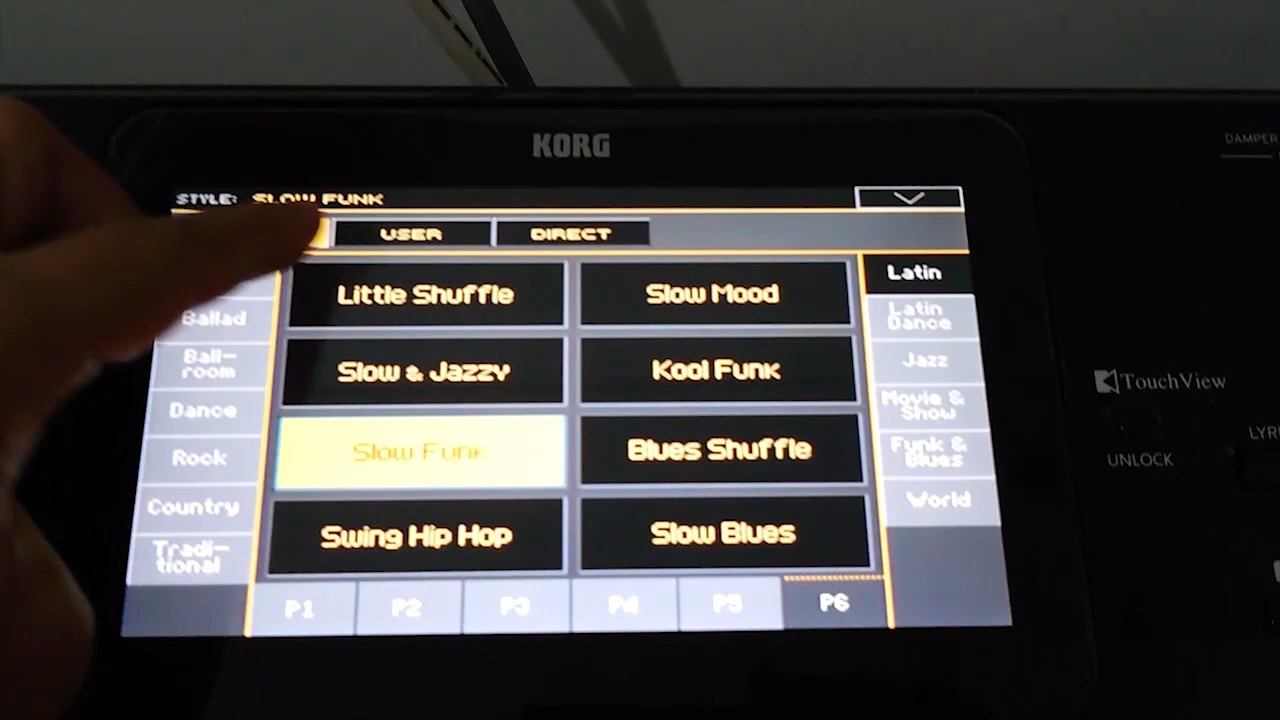 KORG
DAMPER
STYLE: SLOW FUNK
USER
DIRECT
Little Shuffle
Slow Mood
Latin
Ballad
Latin
Dance
Ball-
room
Slow & Jazzy
Kool Funk
Jazz
TouchView
Dance
Movie &
Show
Slow Funk
Blues Shuffle
Funk &
Blues
UNLOCK
Rock
Country
Swing Hip Hop
Slow Blues
World
Tradi-
tional
P1
P2
P3
P4
P5
P6